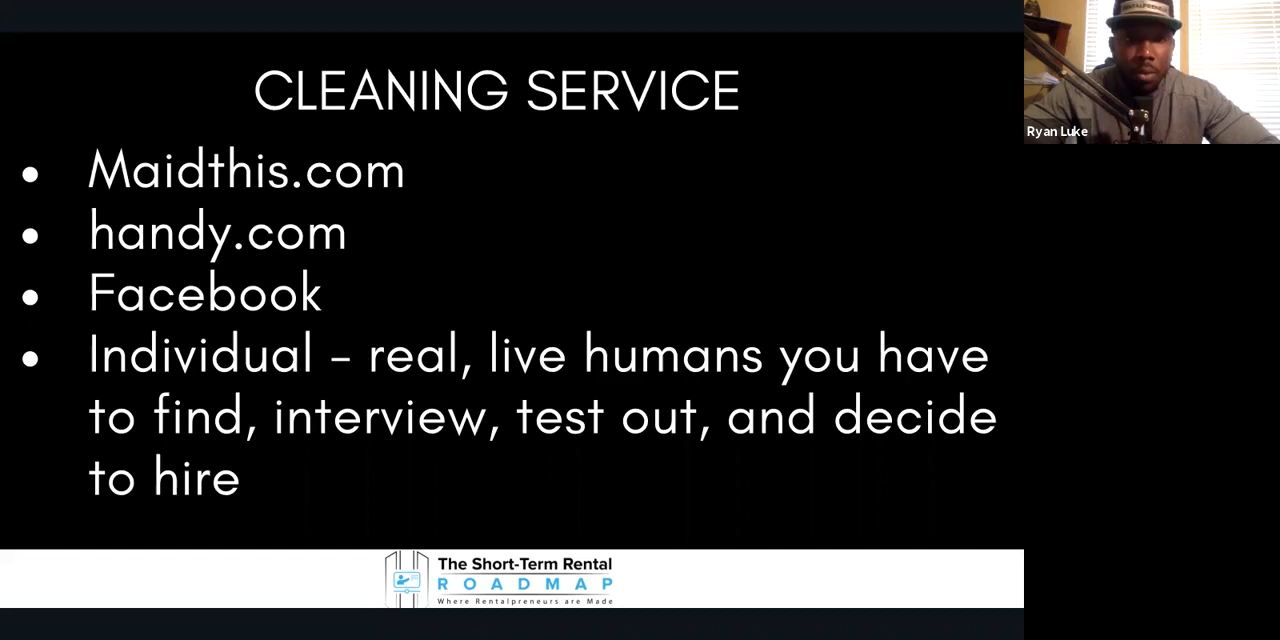 CLEANING SERVICE
• Maidthis.com
• handy.com
• Facebook
• Individual – real, live humans you have
to find, interview, test out, and decide
to hire
Ryan Luke
The Short-Term Rental
ROADMAP
Where Rentalpreneurs are Made